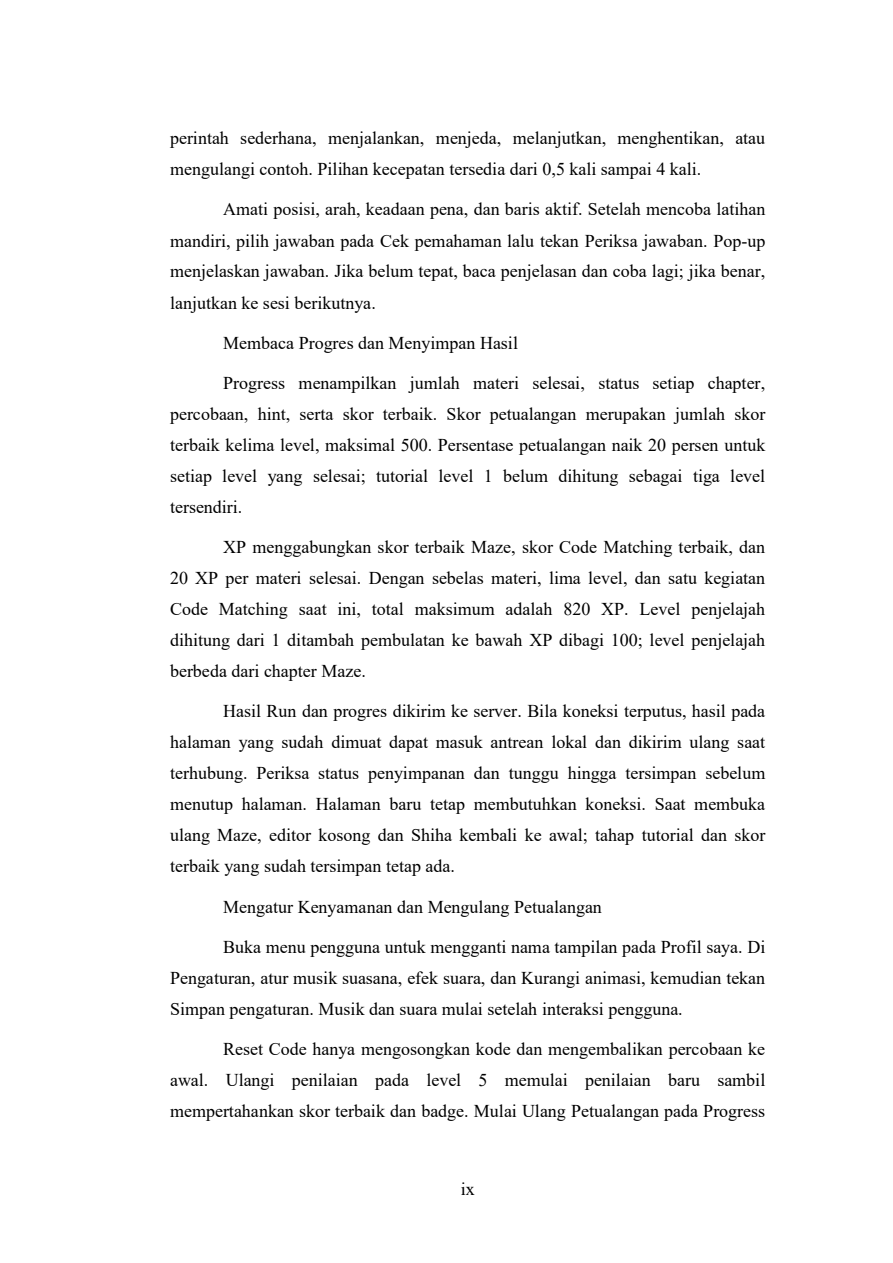 perintah sederhana, menjalankan, menjeda, melanjutkan, menghentikan, atau
mengulangi contoh. Pilihan kecepatan tersedia dari 0,5 kali sampai 4 kali.
Amati posisi, arah, keadaan pena, dan baris aktif. Setelah mencoba latihan
mandiri, pilih jawaban pada Cek pemahaman lalu tekan Periksa jawaban. Pop-up
menjelaskan jawaban. Jika belum tepat, baca penjelasan dan coba lagi; jika benar,
lanjutkan ke sesi berikutnya.
Membaca Progres dan Menyimpan Hasil
Progress menampilkan jumlah materi selesai, status setiap chapter,
percobaan, hint, serta skor terbaik. Skor petualangan merupakan jumlah skor
terbaik kelima level, maksimal 500. Persentase petualangan naik 20 persen untuk
setiap level yang selesai; tutorial level 1 belum dihitung sebagai tiga level
tersendiri.
XP menggabungkan skor terbaik Maze, skor Code Matching terbaik, dan
20 XP per materi selesai. Dengan sebelas materi, lima level, dan satu kegiatan
Code Matching saat ini, total maksimum adalah 820 XP. Level penjelajah
dihitung dari 1 ditambah pembulatan ke bawah XP dibagi 100; level penjelajah
berbeda dari chapter Maze.
Hasil Run dan progres dikirim ke server. Bila koneksi terputus, hasil pada
halaman yang sudah dimuat dapat masuk antrean lokal dan dikirim ulang saat
terhubung. Periksa status penyimpanan dan tunggu hingga tersimpan sebelum
menutup halaman. Halaman baru tetap membutuhkan koneksi. Saat membuka
ulang Maze, editor kosong dan Shiha kembali ke awal; tahap tutorial dan skor
terbaik yang sudah tersimpan tetap ada.
Mengatur Kenyamanan dan Mengulang Petualangan
Buka menu pengguna untuk mengganti nama tampilan pada Profil saya. Di
Pengaturan, atur musik suasana, efek suara, dan Kurangi animasi, kemudian tekan
Simpan pengaturan. Musik dan suara mulai setelah interaksi pengguna.
Reset Code hanya mengosongkan kode dan mengembalikan percobaan ke
awal. Ulangi penilaian pada level 5 memulai penilaian baru sambil
mempertahankan skor terbaik dan badge. Mulai Ulang Petualangan pada Progress
ix